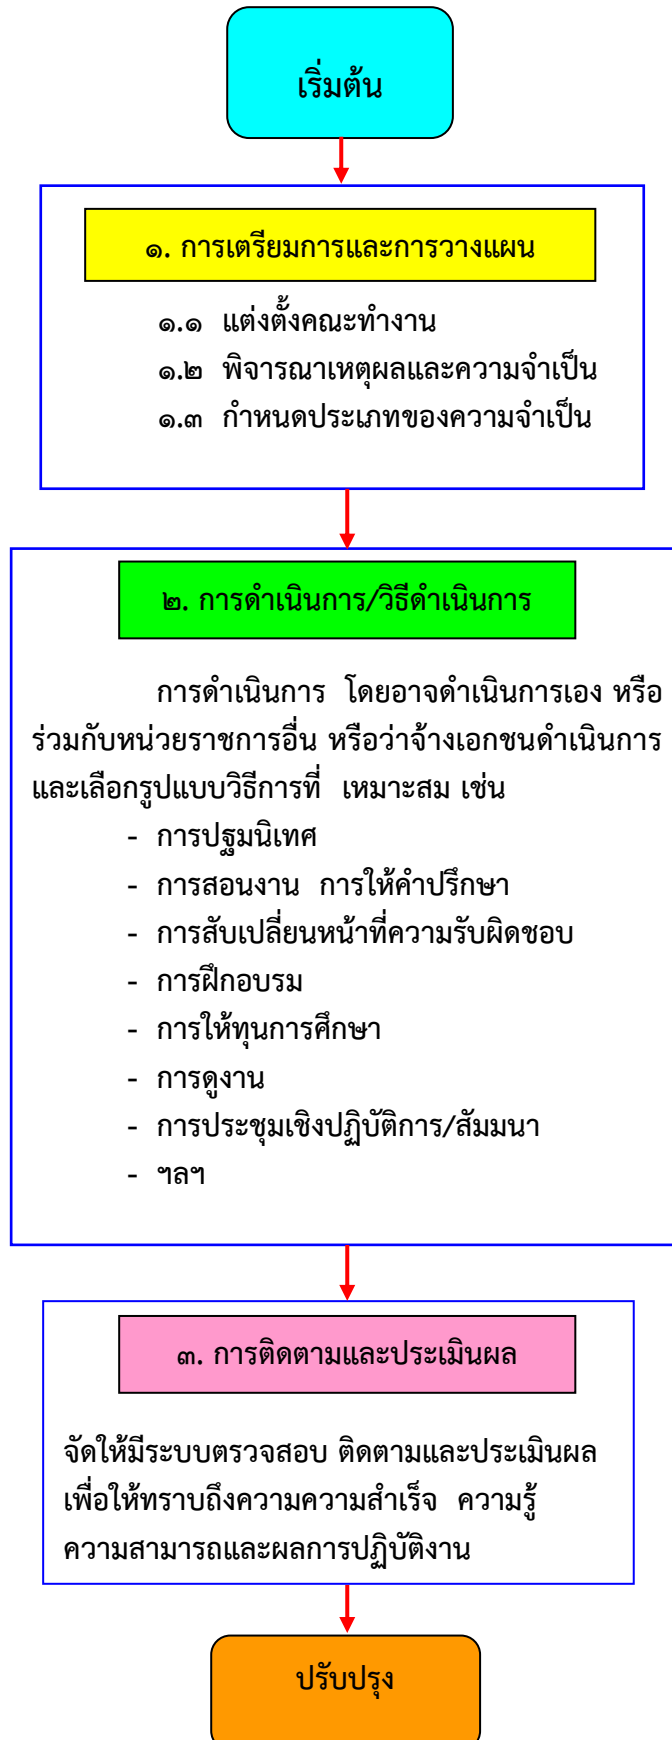 เริ่มต้น
๑. การเตรียมการและการวางแผน
๑.๑ แต่งตั้งคณะทำงาน
๑.๒ พิจารณาเหตุผลและความจำเป็น
๑.๓ กำหนดประเภทของความจำเป็น
๒. การดำเนินการ/วิธีดำเนินการ
การดำเนินการ โดยอาจดำเนินการเอง หรือ
ร่วมกับหน่วยราชการอื่น หรือว่าจ้างเอกชนดำเนินการ
และเลือกรูปแบบวิธีการที่ เหมาะสม เช่น
- การปฐมนิเทศ
- การสอนงาน การให้คำปรึกษา
- การสับเปลี่ยนหน้าที่ความรับผิดชอบ
- การฝึกอบรม
- การให้ทุนการศึกษา
- การดูงาน
- การประชุมเชิงปฏิบัติการ/สัมมนา
- ฯลฯ
๓. การติดตามและประเมินผล
จัดให้มีระบบตรวจสอบ ติดตามและประเมินผล
เพื่อให้ทราบถึงความความสำเร็จ ความรู้
ความสามารถและผลการปฏิบัติงาน
ปรับปรุง